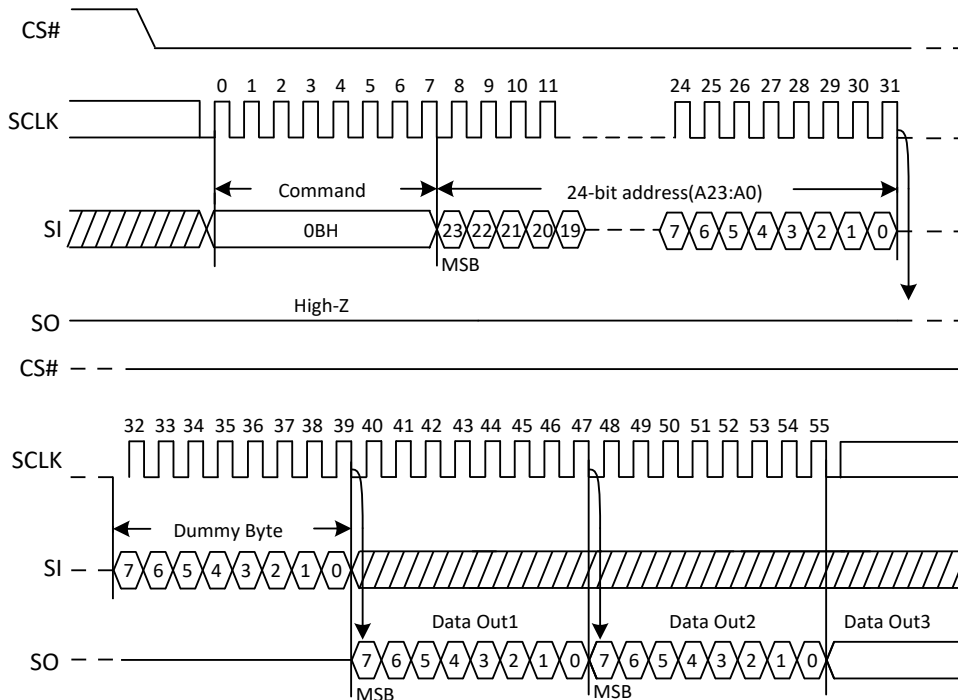 CS#
0 1 2 3 4 5 6 7 8 9 10 11 24 25 26 27 28 29 30 31
SCLK
Command 24-bit address(A23:A0)
SI 0BH 23 22 21 20 19 7 6 5 4 3 2 1 0
MSB
High-Z
SO
CS#
32 33 34 35 36 37 38 39 40 41 42 43 44 45 46 47 48 49 50 51 52 53 54 55
SCLK
Dummy Byte
SI 7 6 5 4 3 2 1 0
Data Out1 Data Out2 Data Out3
SO 7 6 5 4 3 2 1 0 7 6 5 4 3 2 1 0
MSB MSB